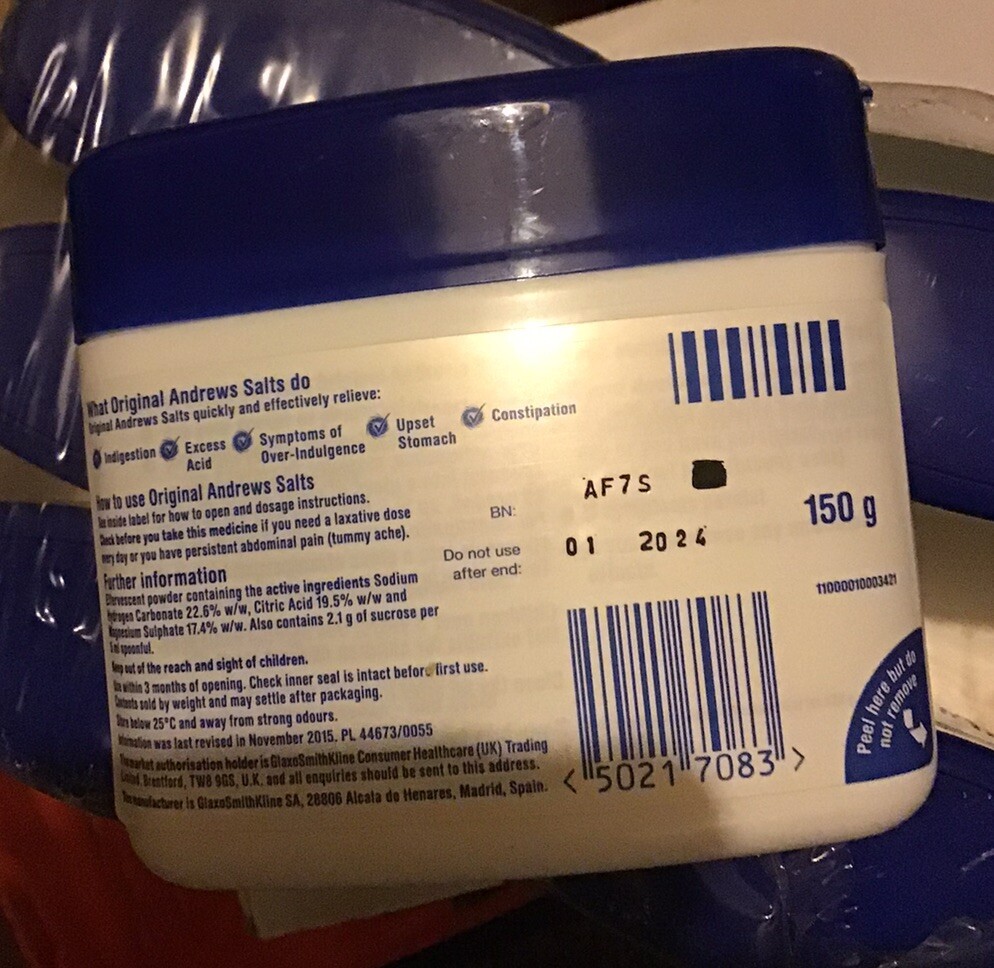 What Original Andrews Salts do
Original Andrews Salts quickly and effectively relieve:
Indigestion
Excess
Acid
Symptoms of
Over-Indulgence
Upset
Stomach
Constipation
How to use Original Andrews Salts
See inside label for how to open and dosage instructions.
Check before you take this medicine if you need a laxative dose
every day or you have persistent abdominal pain (tummy ache).
Further information
Effervescent powder containing the active ingredients Sodium
Hydrogen Carbonate 22.6% w/w, Citric Acid 19.5% w/w and
Magnesium Sulphate 17.4% w/w. Also contains 2.1 g of sucrose per
5 ml spoonful.
Keep out of the reach and sight of children.
Use within 3 months of opening. Check inner seal is intact before first use.
Contents sold by weight and may settle after packaging.
Store below 25°C and away from strong odours.
Information was last revised in November 2015. PL 44673/0055
The market authorisation holder is GlaxoSmithKline Consumer Healthcare (UK) Trading
Limited, Brentford, TW8 9GS, U.K. and all enquiries should be sent to this address.
The manufacturer is GlaxoSmithKline SA, 28806 Alcala de Henares, Madrid, Spain.
BN: AF7S
Do not use
after end: 01 2024
150 g
11000010003421
< 5021 7083 >
Peel here but do
not remove